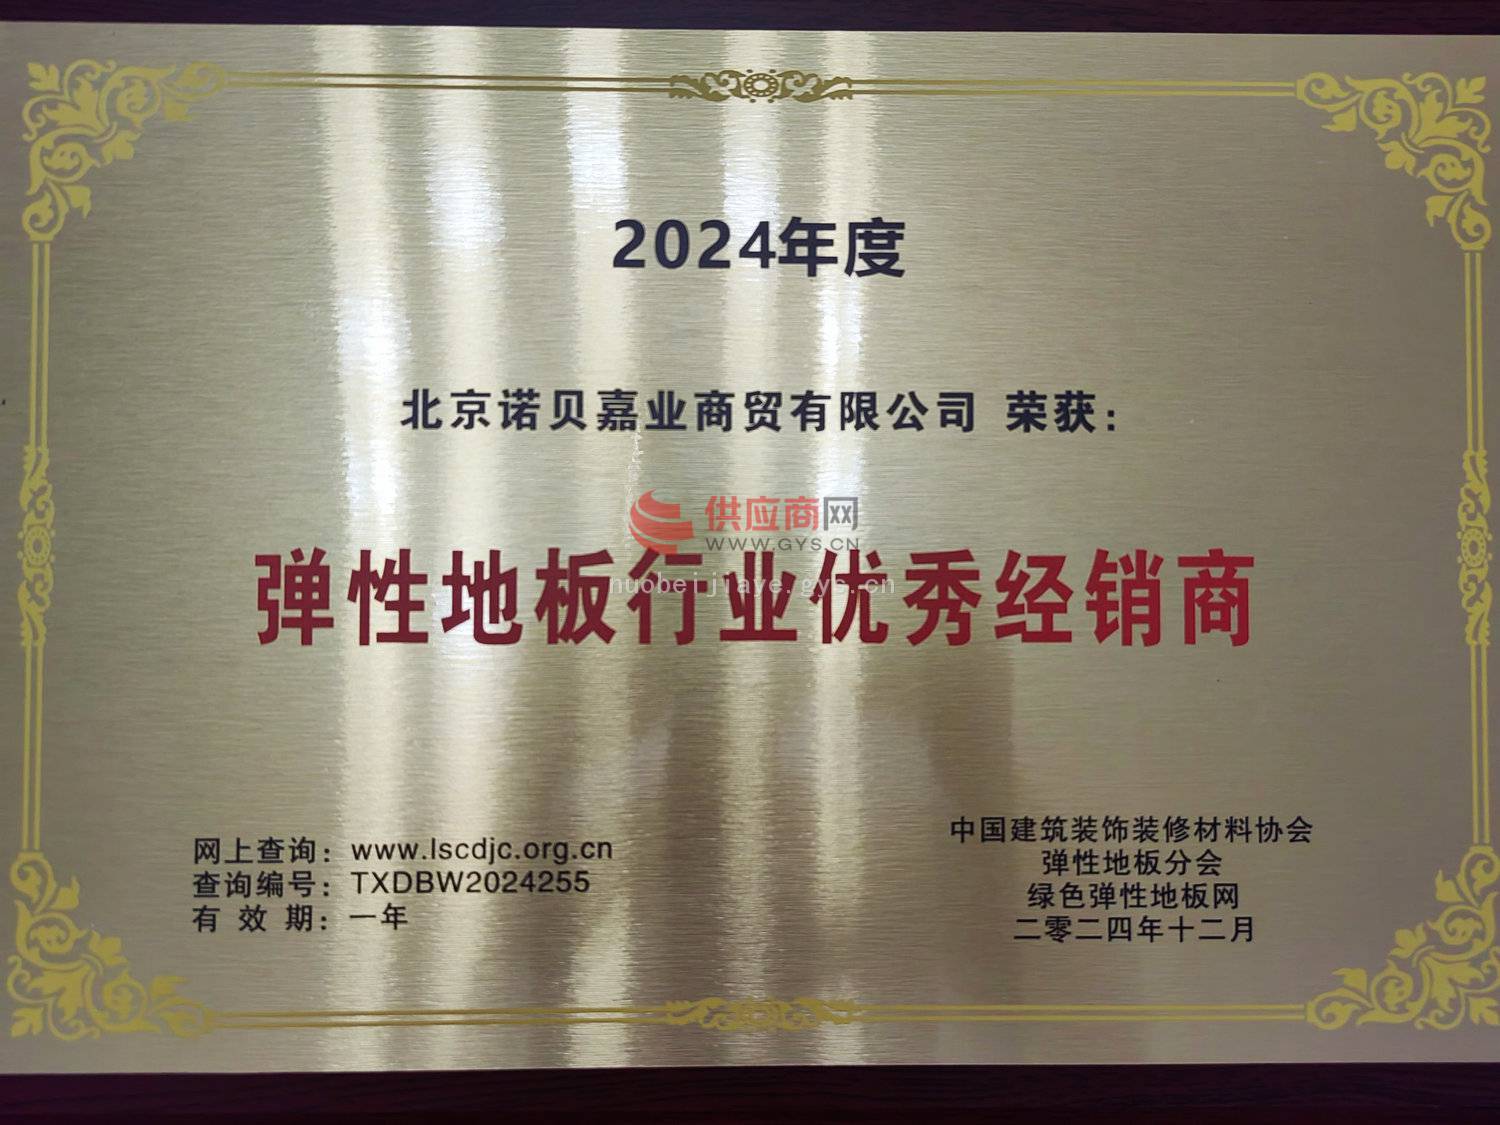 2024年度
北京诺贝嘉业商贸有限公司 荣获：
供应商网
WWW.GYS.CN
弹性地板行业优秀经销商
nuobeijiaye.gys.cn
网上查询：www.lscdjc.org.cn
查询编号：TXDBW2024255
有 效 期：一年
中国建筑装饰装修材料协会
弹性地板分会
绿色弹性地板网
二零二四年十二月